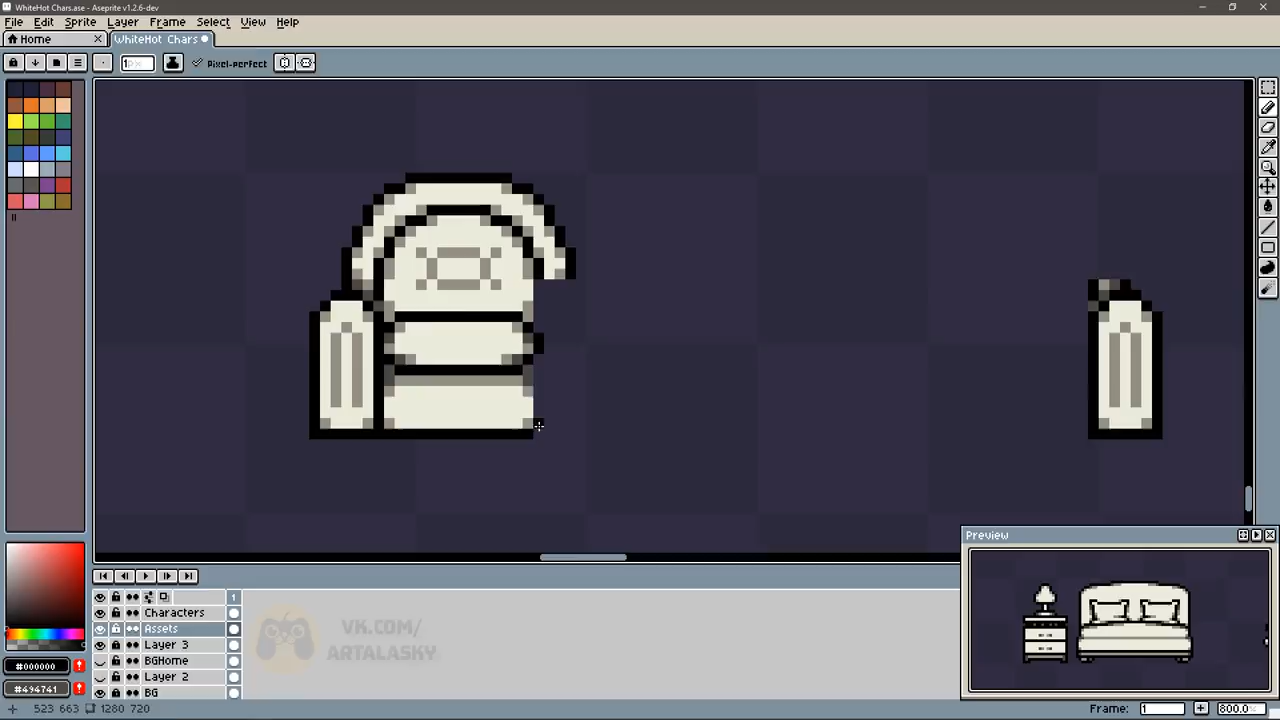 WhiteHot Chars.ase - Aseprite v1.2.6-dev
File Edit Sprite Layer Frame Select View Help
Home WhiteHot Chars
1px Pixel-perfect
Preview
1
Characters
Assets
Layer 3
BGHome
Layer 2
BG
VK.COM/
ARTALASKY
#000000
#494741
523 663 1280 720 Frame: 1 800.0